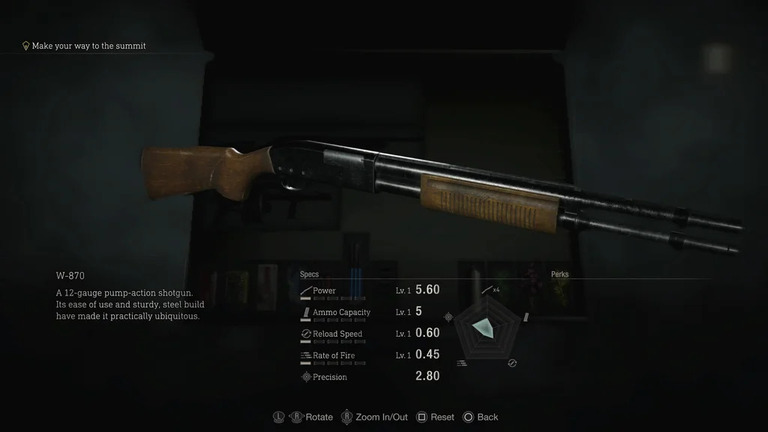 Make your way to the summit
W-870
A 12-gauge pump-action shotgun.
Its ease of use and sturdy, steel build
have made it practically ubiquitous.
Specs
Power Lv. 1 5.60
Ammo Capacity Lv. 1 5
Reload Speed Lv. 1 0.60
Rate of Fire Lv. 1 0.45
Precision 2.80
x4
Perks
L R Rotate R Zoom In/Out Reset Back